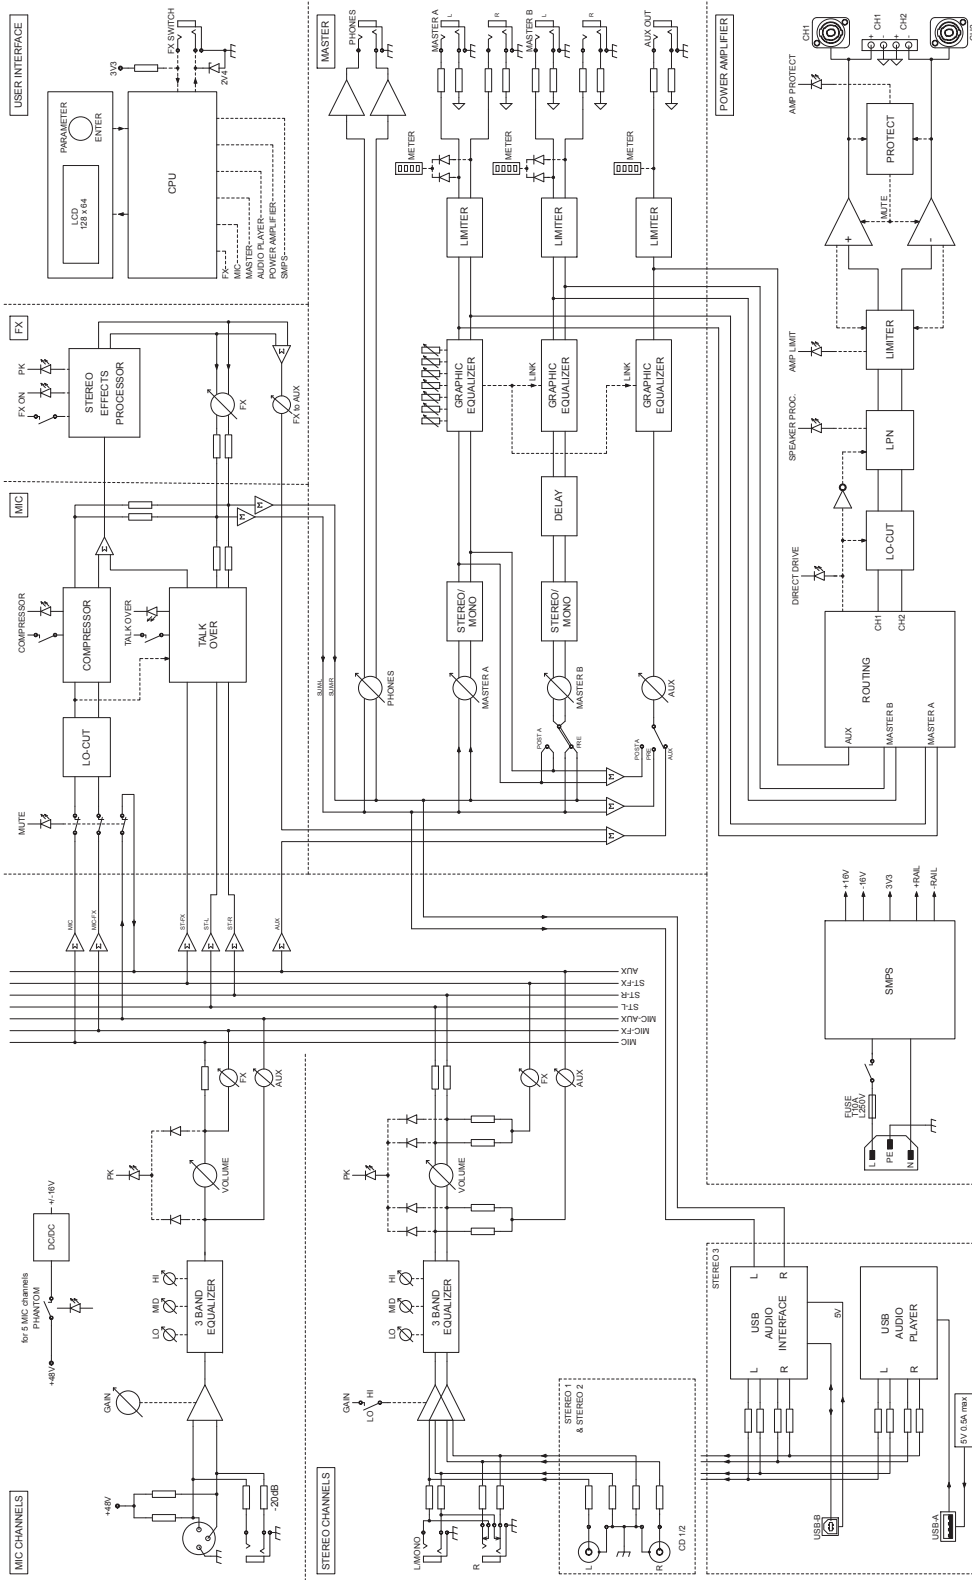 USER INTERFACE
PARAMETER
ENTER
LCD
128 x 64
CPU
3V3
FX SWITCH
2V4
FX
MIC
MASTER
AUDIO PLAYER
POWER AMPLIFIER
SMPS
FX
FX ON
PK
STEREO
EFFECTS
PROCESSOR
FX
FX to AUX
Σ
MIC
COMPRESSOR
COMPRESSOR
TALKOVER
TALK
OVER
LO-CUT
MUTE
Σ
Σ
Σ
SUM-L
SUM-R
MIC
MIC-FX
ST-FX
ST-L
ST-R
AUX
Σ
Σ
Σ
Σ
Σ
Σ
MASTER
PHONES
PHONES
MASTER A
L
R
MASTER B
L
R
AUX OUT
METER
METER
METER
LIMITER
LIMITER
LIMITER
GRAPHIC
EQUALIZER
LINK
GRAPHIC
EQUALIZER
LINK
GRAPHIC
EQUALIZER
DELAY
STEREO/
MONO
STEREO/
MONO
MASTER A
MASTER B
AUX
POST A
PRE
POST A
PRE
AUX
Σ
Σ
Σ
POWER AMPLIFIER
CH1
CH1
+
-
CH2
+
-
CH2
AMP PROTECT
PROTECT
MUTE
+
-
AMP LIMIT
LIMITER
SPEAKER PROC.
LPN
DIRECT DRIVE
LO-CUT
CH1
CH2
ROUTING
AUX
MASTER B
MASTER A
+16V
-16V
3V3
+RAIL
-RAIL
SMPS
FUSE
T10A
L250V
L
PE
N
AUX
ST-FX
ST-R
ST-L
MIC-AUX
MIC-FX
MIC
MIC CHANNELS
+48V
-20dB
GAIN
3 BAND
EQUALIZER
LO
MID
HI
PK
VOLUME
FX
AUX
for 5 MIC channels
PHANTOM
+48V
DC/DC
+/-16V
STEREO CHANNELS
L/MONO
R
GAIN
LO
HI
3 BAND
EQUALIZER
LO
MID
HI
PK
VOLUME
FX
AUX
STEREO 1
& STEREO 2
L
R
CD 1/2
STEREO 3
USB
AUDIO
INTERFACE
L
R
L
R
5V
USB-B
USB
AUDIO
PLAYER
L
R
USB-A
5V 0.5A max